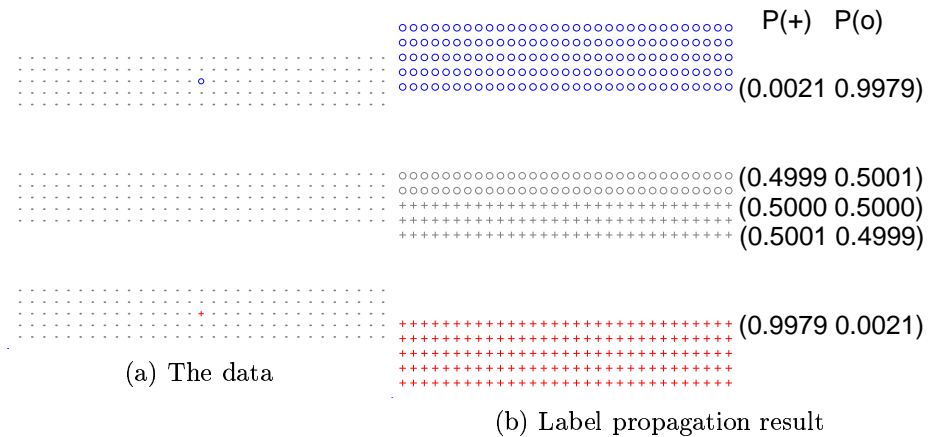 P(+) P(o)
(0.0021 0.9979)
(0.4999 0.5001)
(0.5000 0.5000)
(0.5001 0.4999)
(0.9979 0.0021)
(a) The data
(b) Label propagation result